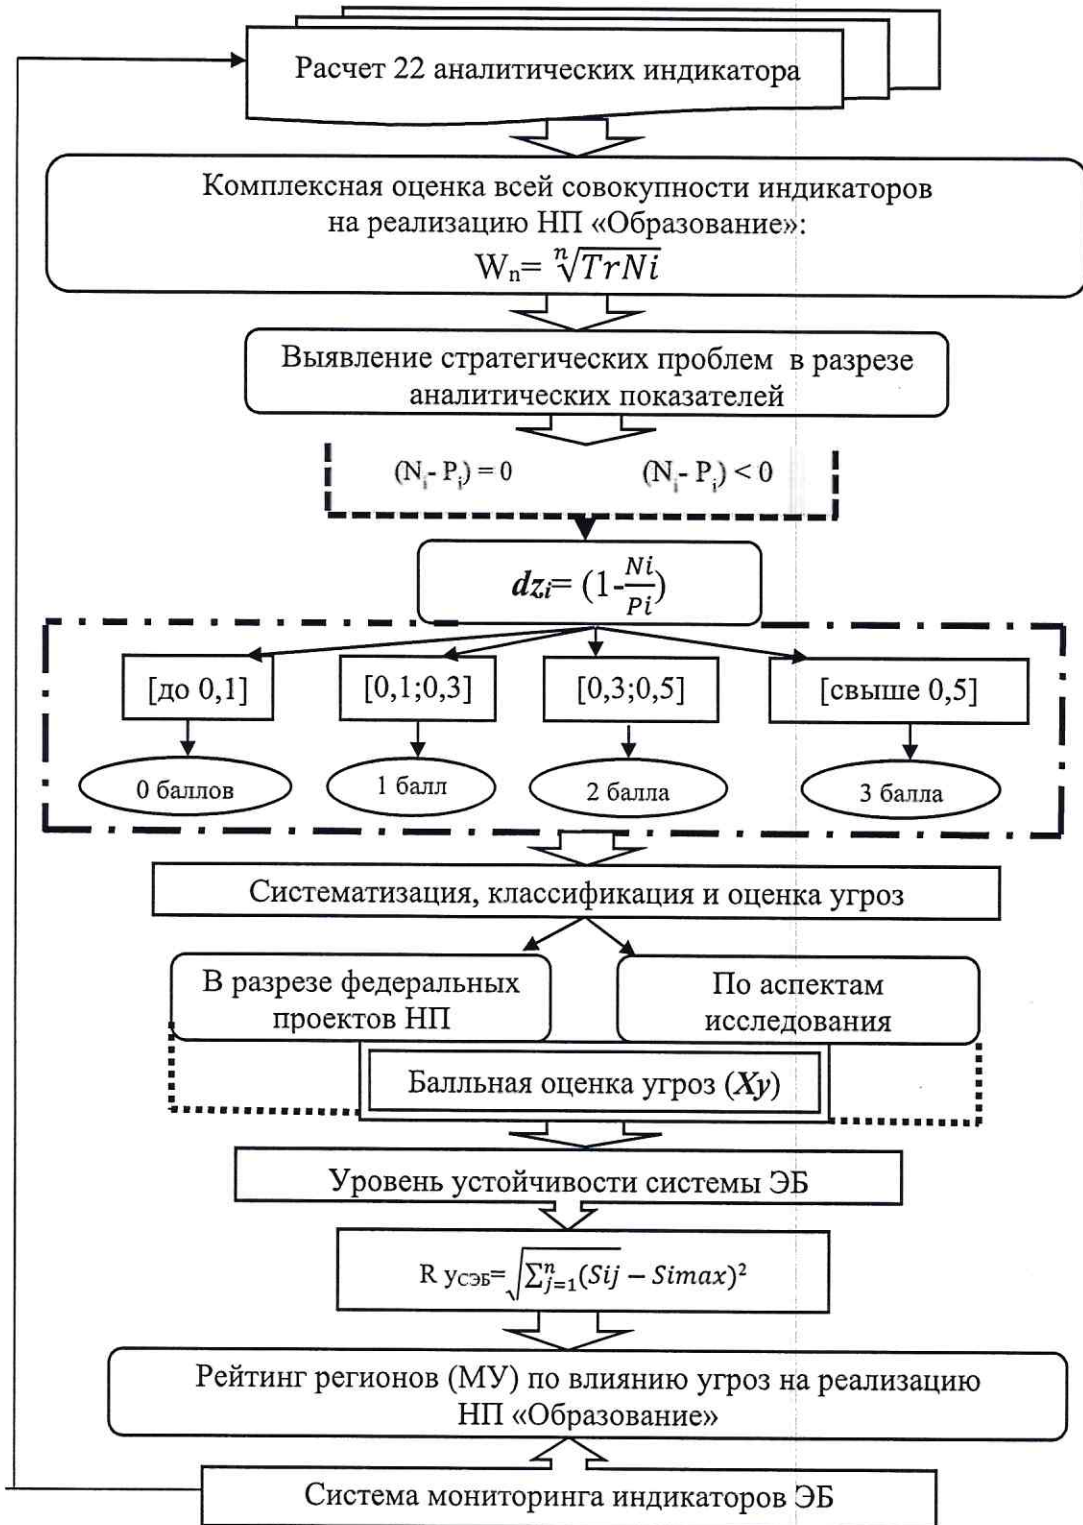 Расчет 22 аналитических индикатора
Комплексная оценка всей совокупности индикаторов
на реализацию НП «Образование»:
Wₙ= ⁿ√TrNi
Выявление стратегических проблем в разрезе
аналитических показателей
(Nᵢ- Pᵢ) = 0 (Nᵢ- Pᵢ) < 0
dzᵢ= (1-Ni/Pi)
[до 0,1] [0,1;0,3] [0,3;0,5] [свыше 0,5]
0 баллов 1 балл 2 балла 3 балла
Систематизация, классификация и оценка угроз
В разрезе федеральных
проектов НП
По аспектам
исследования
Балльная оценка угроз (Xy)
Уровень устойчивости системы ЭБ
R усэб=√∑ⁿⱼ₌₁(Sij − Simax)²
Рейтинг регионов (МУ) по влиянию угроз на реализацию
НП «Образование»
Система мониторинга индикаторов ЭБ